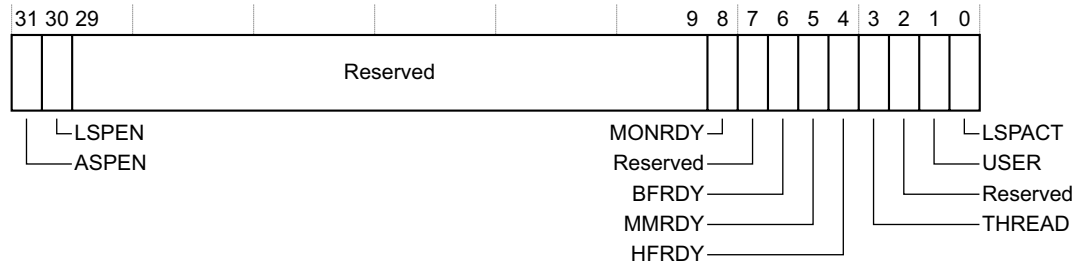 31 30 29 9 8 7 6 5 4 3 2 1 0
Reserved
LSPEN MONRDY LSPACT
ASPEN Reserved USER
BFRDY Reserved
MMRDY THREAD
HFRDY